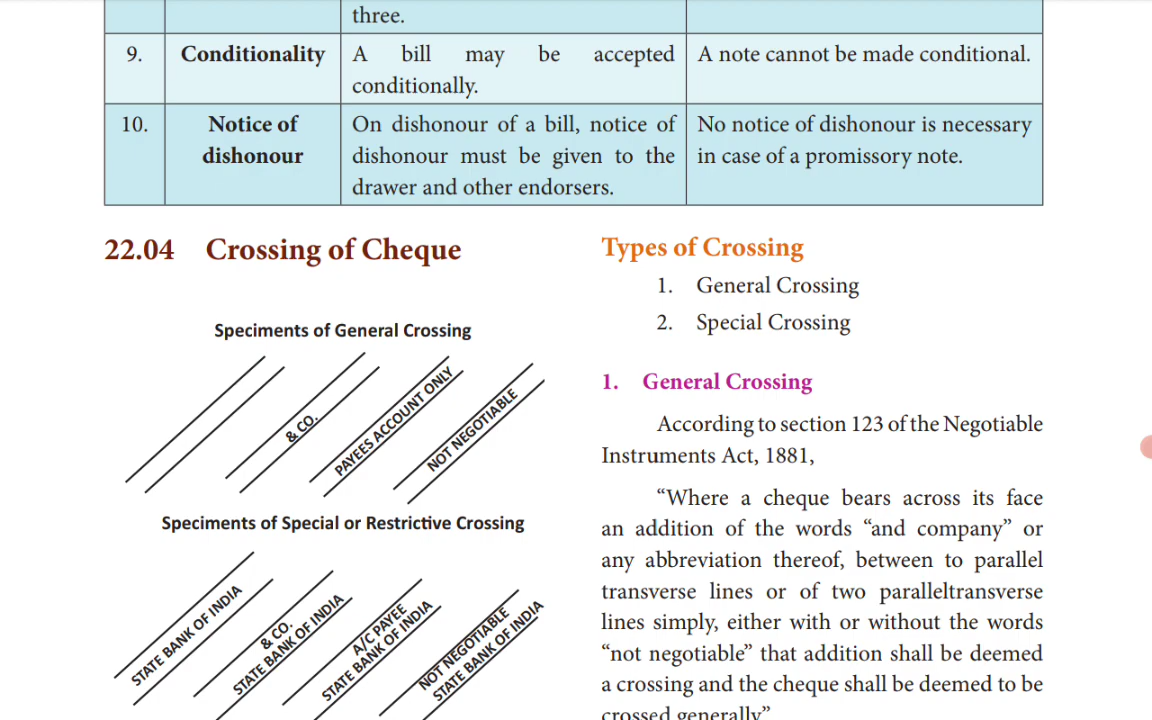 three.
9. Conditionality A bill may be accepted A note cannot be made conditional.
conditionally.
10. Notice of On dishonour of a bill, notice of No notice of dishonour is necessary
dishonour dishonour must be given to the in case of a promissory note.
drawer and other endorsers.
22.04 Crossing of Cheque
Speciments of General Crossing
& CO.
PAYEES ACCOUNT ONLY
NOT NEGOTIABLE
Speciments of Special or Restrictive Crossing
STATE BANK OF INDIA
& CO.
STATE BANK OF INDIA
A/C PAYEE
STATE BANK OF INDIA
NOT NEGOTIABLE
STATE BANK OF INDIA
Types of Crossing
1. General Crossing
2. Special Crossing
1. General Crossing
According to section 123 of the Negotiable
Instruments Act, 1881,
“Where a cheque bears across its face
an addition of the words “and company” or
any abbreviation thereof, between to parallel
transverse lines or of two paralleltransverse
lines simply, either with or without the words
“not negotiable” that addition shall be deemed
a crossing and the cheque shall be deemed to be
crossed generally”